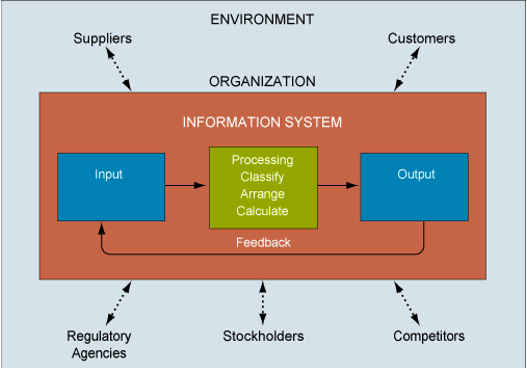 ENVIRONMENT
Suppliers
Customers
ORGANIZATION
INFORMATION SYSTEM
Input
Processing
Classify
Arrange
Calculate
Output
Feedback
Regulatory
Agencies
Stockholders
Competitors